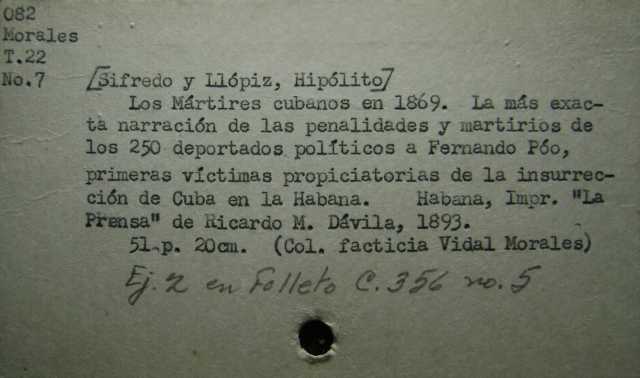 082
Morales
T.22
No.7
[Sifredo y Llópiz, Hipólito]
Los Mártires cubanos en 1869. La más exac-
ta narración de las penalidades y martirios de
los 250 deportados políticos a Fernando Póo,
primeras víctimas propiciatorias de la insurrec-
ción de Cuba en la Habana. Habana, Impr. "La
Prensa" de Ricardo M. Dávila, 1893.
51 p. 20cm. (Col. facticia Vidal Morales)
Ej. 2 en Folleto C. 356 no. 5